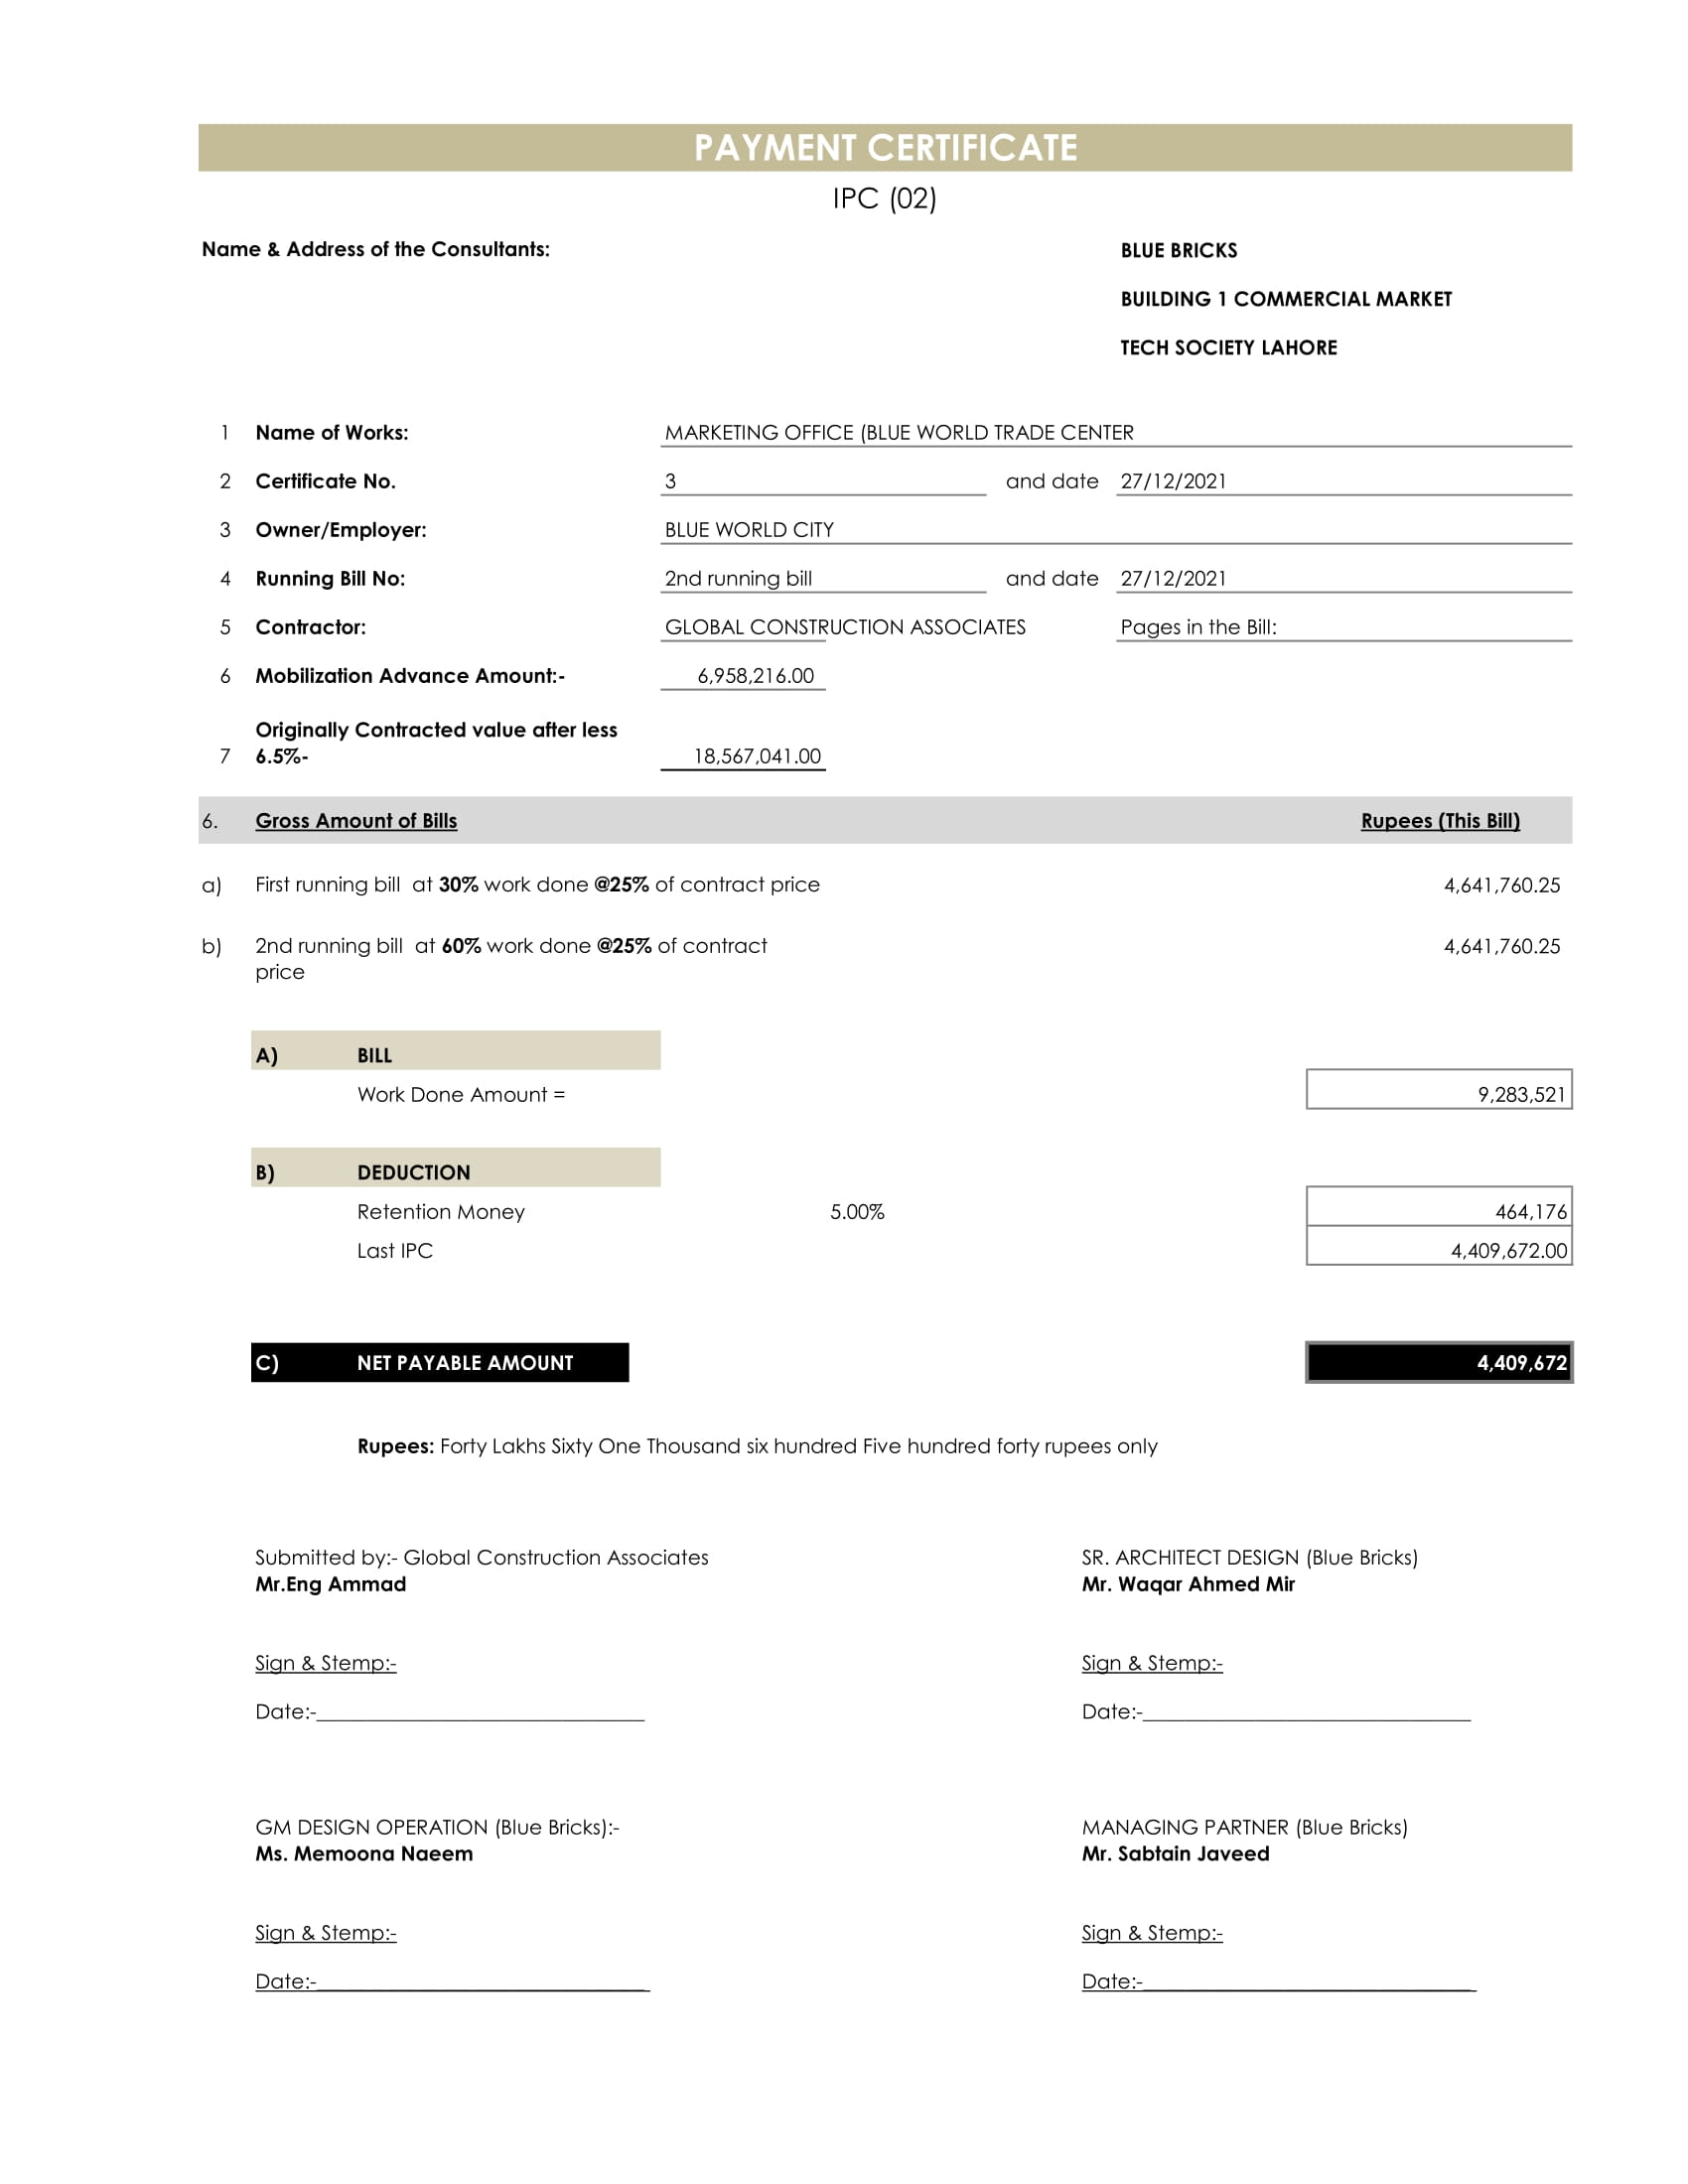 PAYMENT CERTIFICATE
IPC (02)
Name & Address of the Consultants: BLUE BRICKS
BUILDING 1 COMMERCIAL MARKET
TECH SOCIETY LAHORE
1 Name of Works: MARKETING OFFICE (BLUE WORLD TRADE CENTER
2 Certificate No. 3 and date 27/12/2021
3 Owner/Employer: BLUE WORLD CITY
4 Running Bill No: 2nd running bill and date 27/12/2021
5 Contractor: GLOBAL CONSTRUCTION ASSOCIATES Pages in the Bill:
6 Mobilization Advance Amount:- 6,958,216.00
Originally Contracted value after less
7 6.5%- 18,567,041.00
6. Gross Amount of Bills Rupees (This Bill)
a) First running bill at 30% work done @25% of contract price 4,641,760.25
b) 2nd running bill at 60% work done @25% of contract 4,641,760.25
price
A) BILL
Work Done Amount = 9,283,521
B) DEDUCTION
Retention Money 5.00% 464,176
Last IPC 4,409,672.00
C) NET PAYABLE AMOUNT 4,409,672
Rupees: Forty Lakhs Sixty One Thousand six hundred Five hundred forty rupees only
Submitted by:- Global Construction Associates SR. ARCHITECT DESIGN (Blue Bricks)
Mr.Eng Ammad Mr. Waqar Ahmed Mir
Sign & Stemp:- Sign & Stemp:-
Date:- Date:-
GM DESIGN OPERATION (Blue Bricks):- MANAGING PARTNER (Blue Bricks)
Ms. Memoona Naeem Mr. Sabtain Javeed
Sign & Stemp:- Sign & Stemp:-
Date:- Date:-